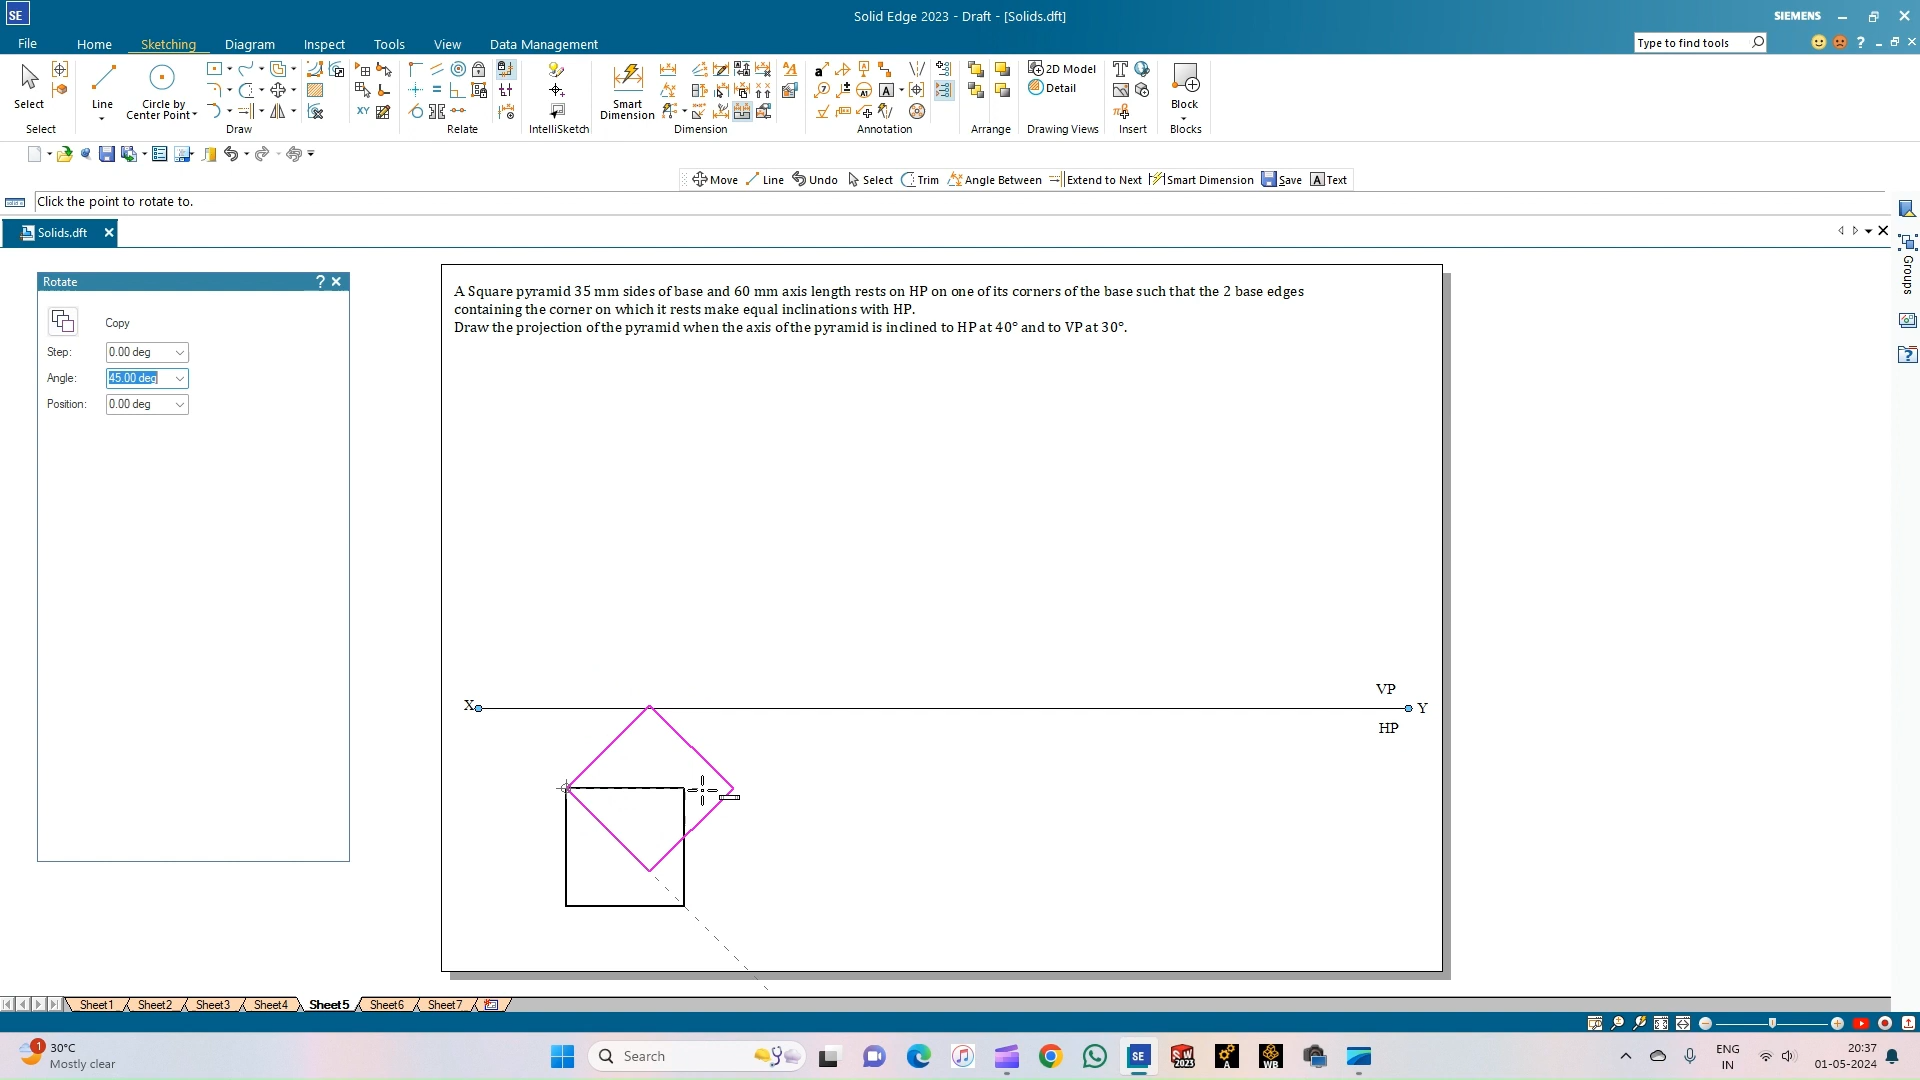 SE
Solid Edge 2023 - Draft - [Solids.dft]
SIEMENS
File
Home
Sketching
Diagram
Inspect
Tools
View
Data Management
Type to find tools
Select
Line
Circle by
Center Point
Smart
Dimension
2D Model
Detail
Block
Select
Draw
Relate
IntelliSketch
Dimension
Annotation
Arrange
Drawing Views
Insert
Blocks
Move
Line
Undo
Select
Trim
Angle Between
Extend to Next
Smart Dimension
Save
Text
Click the point to rotate to.
Solids.dft
Groups
Rotate
Copy
Step: 0.00 deg
Angle: 45.00 deg
Position: 0.00 deg
A Square pyramid 35 mm sides of base and 60 mm axis length rests on HP on one of its corners of the base such that the 2 base edges
containing the corner on which it rests make equal inclinations with HP.
Draw the projection of the pyramid when the axis of the pyramid is inclined to HP at 40° and to VP at 30°.
VP
X
Y
HP
Sheet1
Sheet2
Sheet3
Sheet4
Sheet5
Sheet6
Sheet7
1
30°C
Mostly clear
Search
SE
SW
2023
A
WB
ENG
IN
20:37
01-05-2024